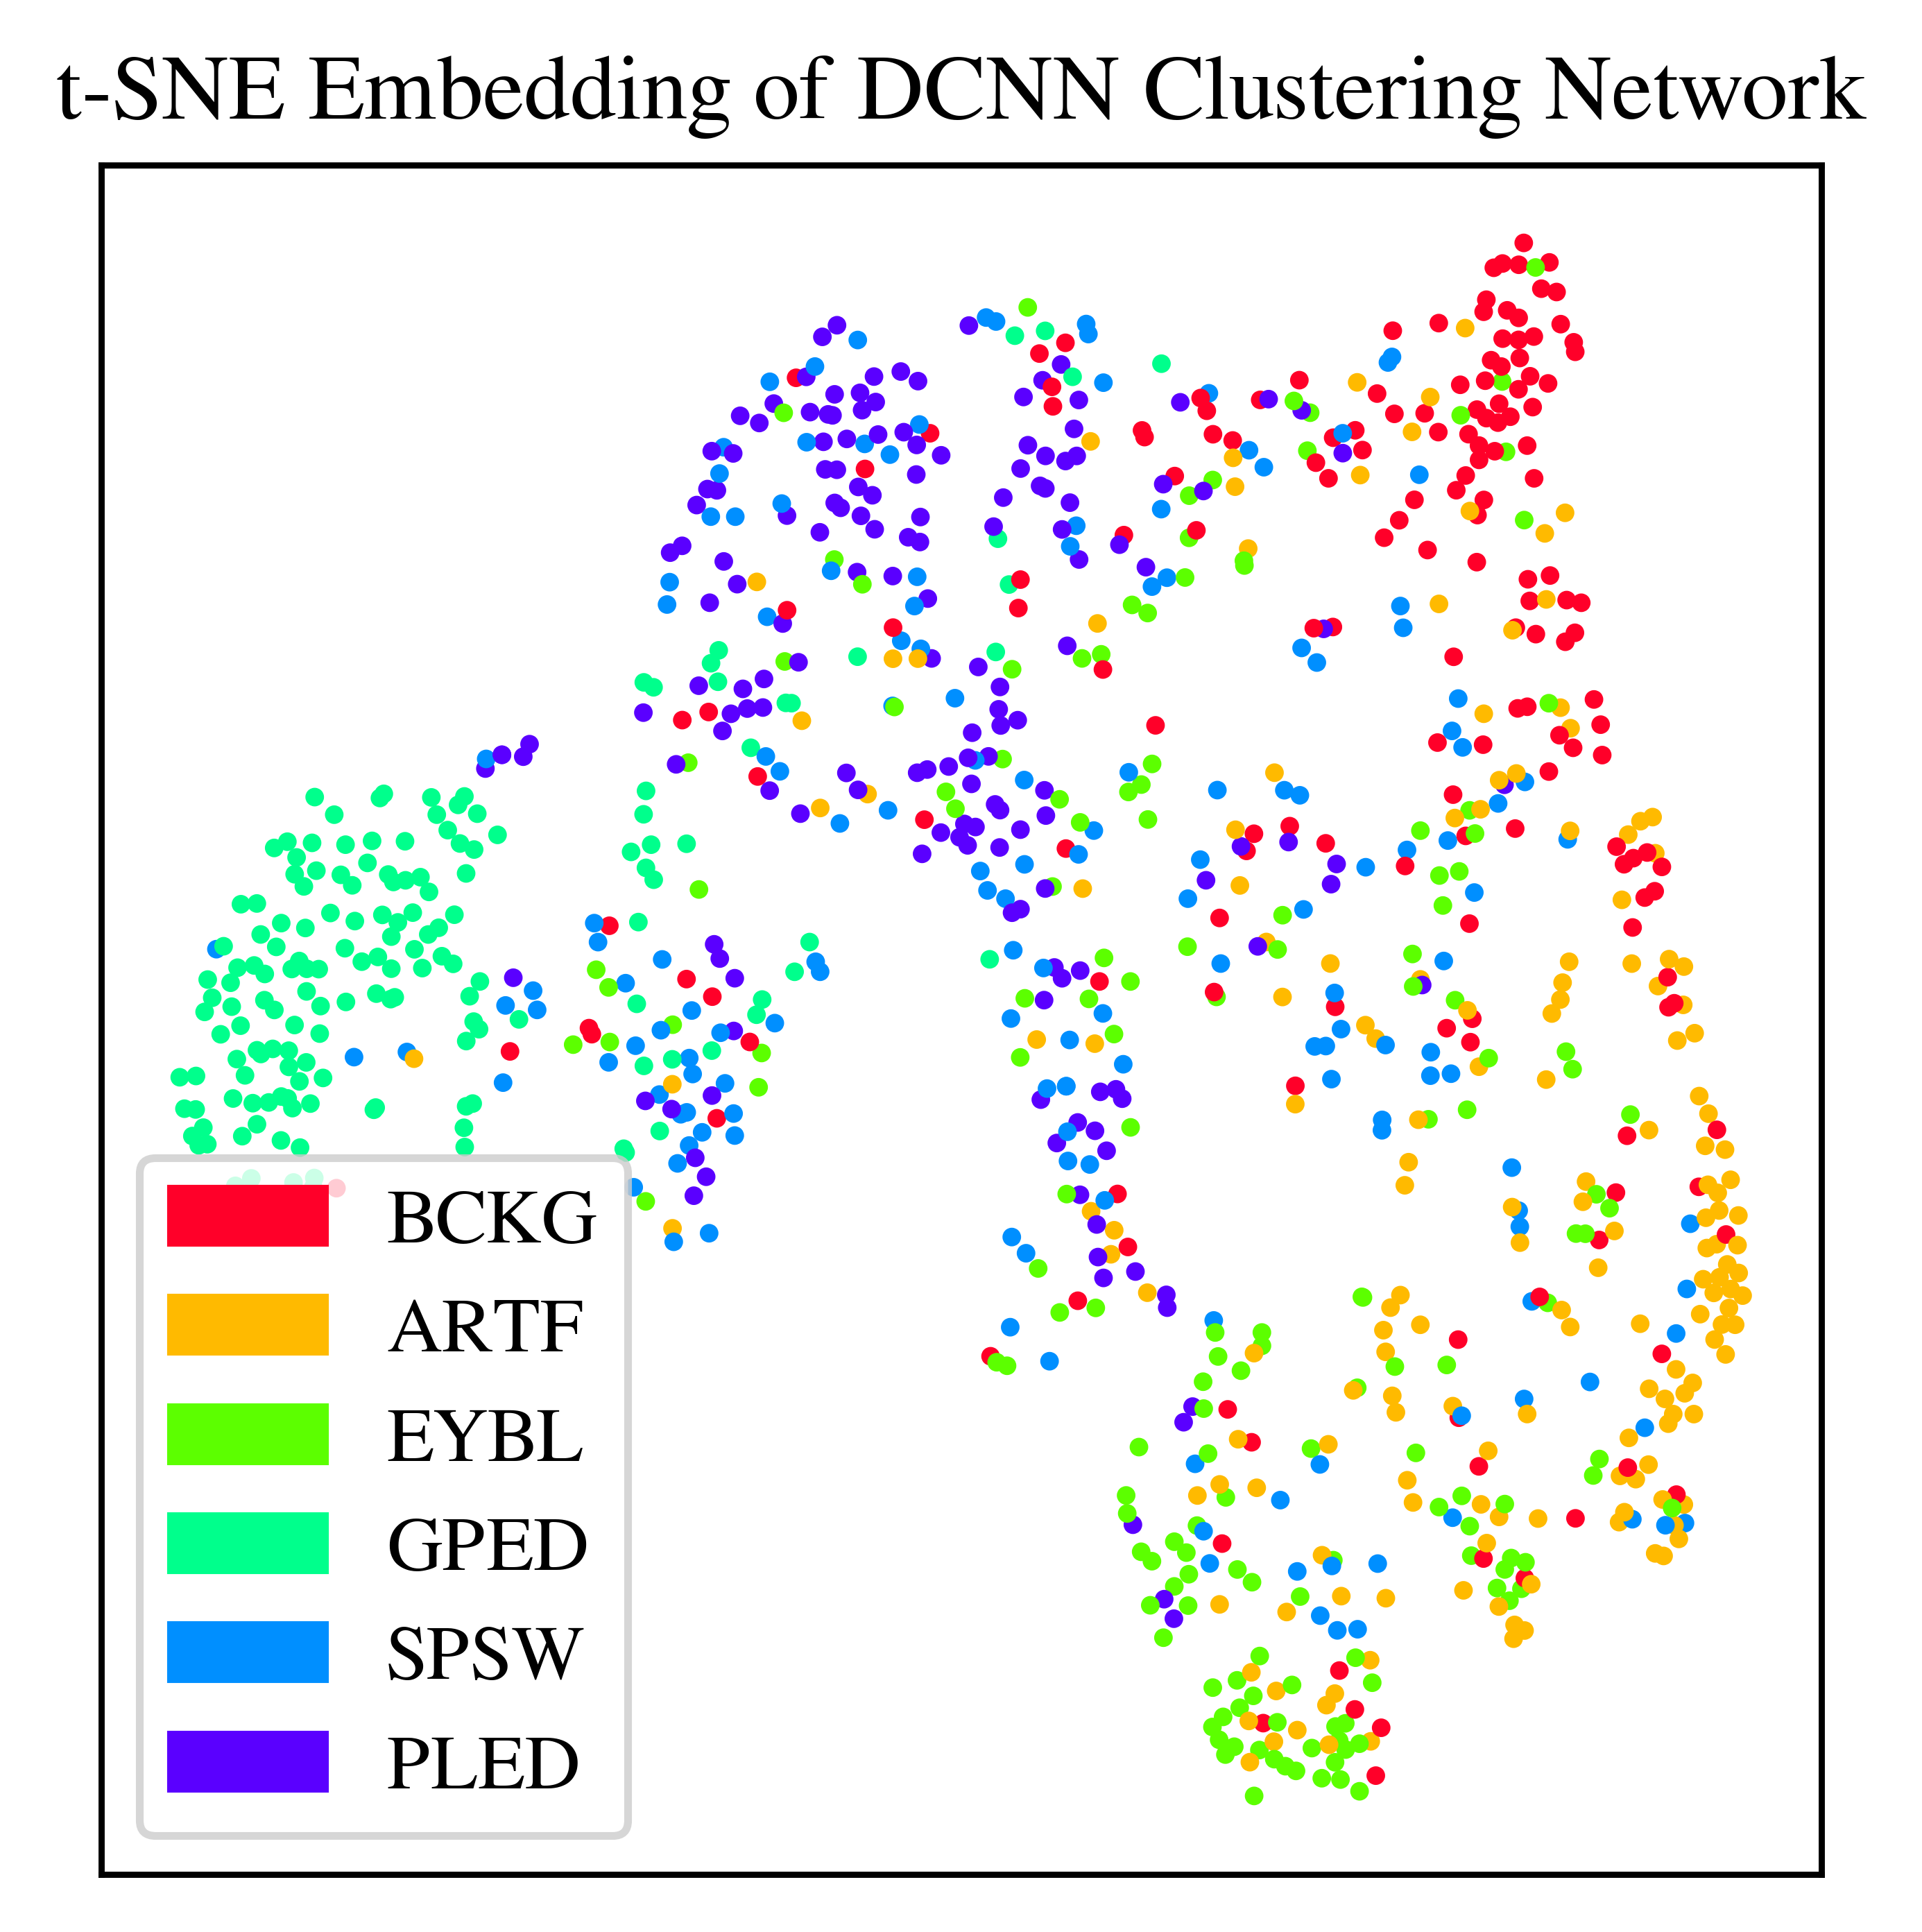 t-SNE Embedding of DCNN Clustering Network
BCKG
ARTF
EYBL
GPED
SPSW
PLED